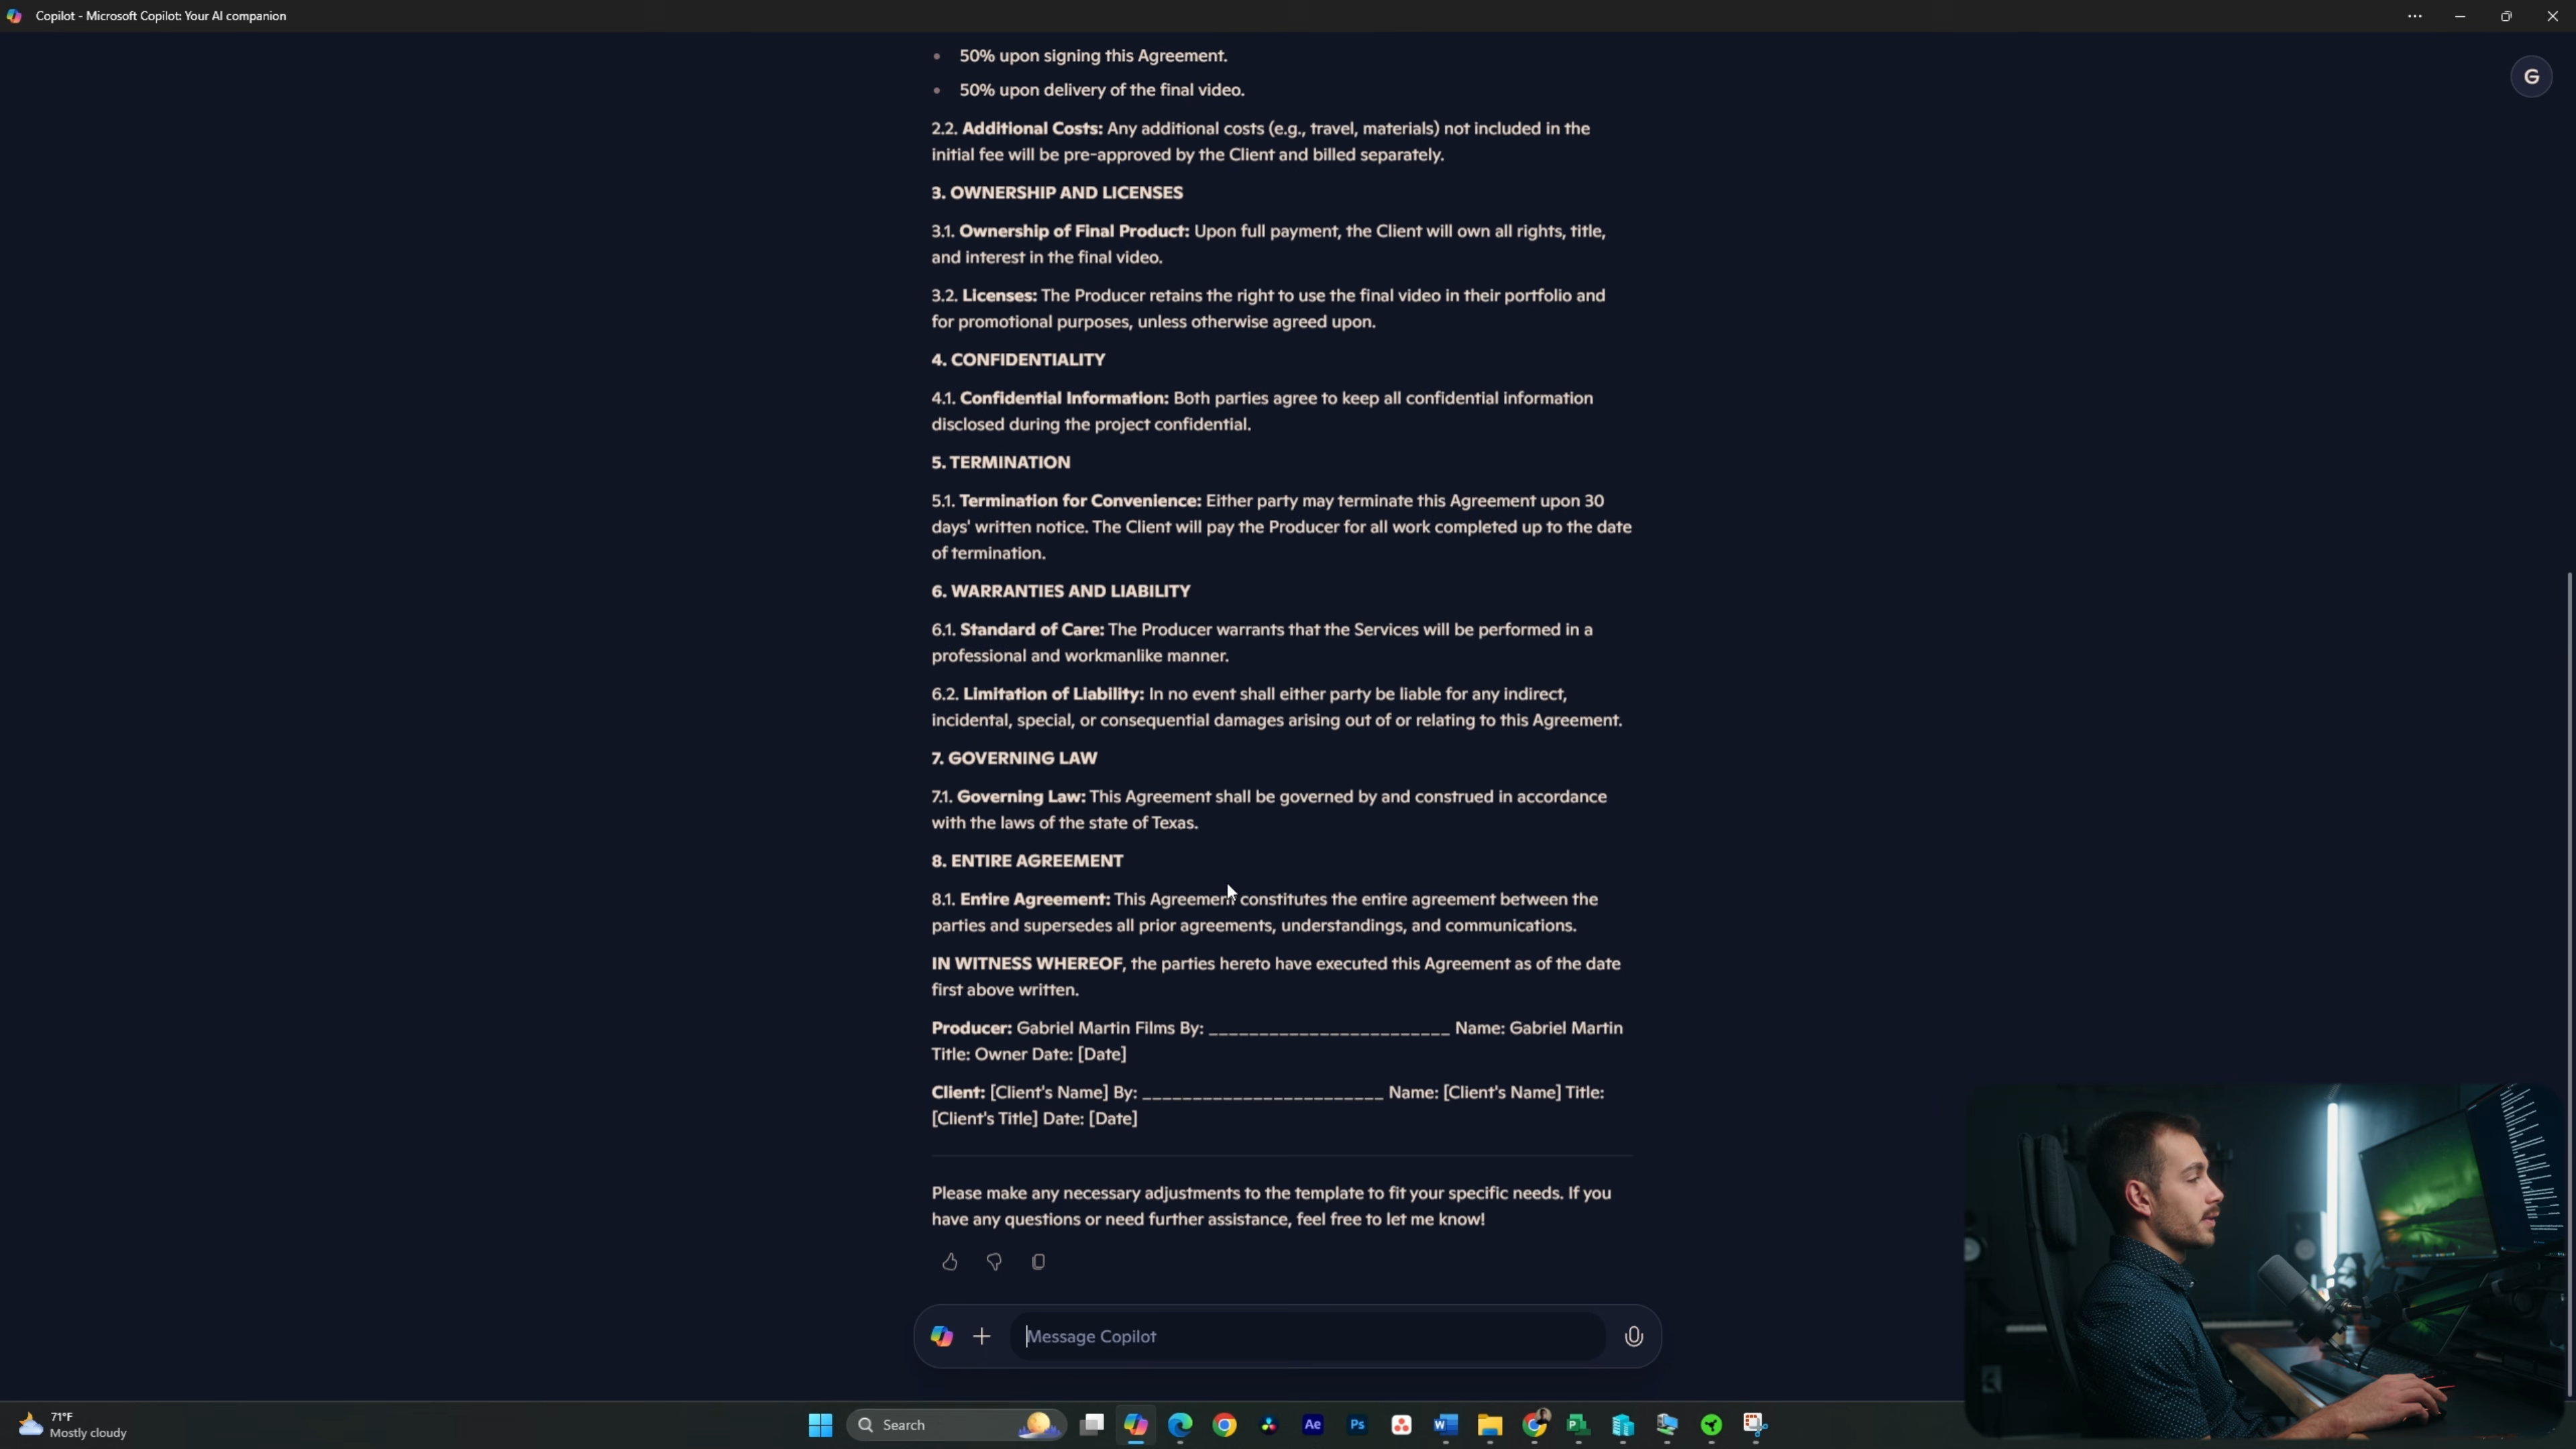 Copilot - Microsoft Copilot: Your AI companion
G
50% upon signing this Agreement.
50% upon delivery of the final video.
2.2. Additional Costs: Any additional costs (e.g., travel, materials) not included in the
initial fee will be pre-approved by the Client and billed separately.
3. OWNERSHIP AND LICENSES
3.1. Ownership of Final Product: Upon full payment, the Client will own all rights, title,
and interest in the final video.
3.2. Licenses: The Producer retains the right to use the final video in their portfolio and
for promotional purposes, unless otherwise agreed upon.
4. CONFIDENTIALITY
4.1. Confidential Information: Both parties agree to keep all confidential information
disclosed during the project confidential.
5. TERMINATION
5.1. Termination for Convenience: Either party may terminate this Agreement upon 30
days' written notice. The Client will pay the Producer for all work completed up to the date
of termination.
6. WARRANTIES AND LIABILITY
6.1. Standard of Care: The Producer warrants that the Services will be performed in a
professional and workmanlike manner.
6.2. Limitation of Liability: In no event shall either party be liable for any indirect,
incidental, special, or consequential damages arising out of or relating to this Agreement.
7. GOVERNING LAW
7.1. Governing Law: This Agreement shall be governed by and construed in accordance
with the laws of the state of Texas.
8. ENTIRE AGREEMENT
8.1. Entire Agreement: This Agreement constitutes the entire agreement between the
parties and supersedes all prior agreements, understandings, and communications.
IN WITNESS WHEREOF, the parties hereto have executed this Agreement as of the date
first above written.
Producer: Gabriel Martin Films By: ________________________ Name: Gabriel Martin
Title: Owner Date: [Date]
Client: [Client's Name] By: ________________________ Name: [Client's Name] Title:
[Client's Title] Date: [Date]
Please make any necessary adjustments to the template to fit your specific needs. If you
have any questions or need further assistance, feel free to let me know!
Message Copilot
71°F
Mostly cloudy
Search
Ae
Ps
W
P